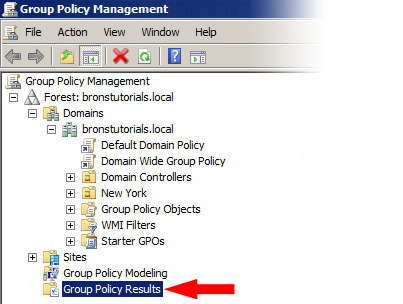 Group Policy Management
File Action View Window Help
Group Policy Management
Forest: bronstutorials.local
Domains
bronstutorials.local
Default Domain Policy
Domain Wide Group Policy
Domain Controllers
New York
Group Policy Objects
WMI Filters
Starter GPOs
Sites
Group Policy Modeling
Group Policy Results